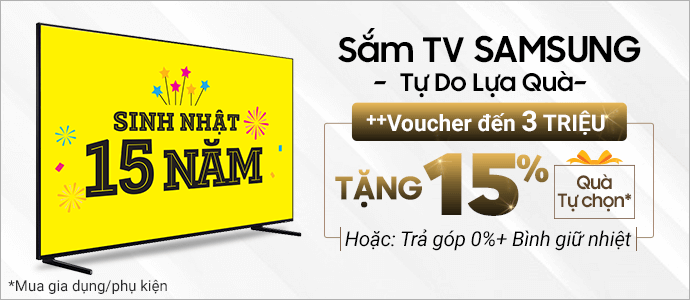 SINH NHẬT
15 NĂM
*Mua gia dụng/phụ kiện
Sắm TV SAMSUNG
~ Tự Do Lựa Quà~
++Voucher đến 3 TRIỆU
TẶNG 15%
Quà
Tự chọn*
Hoặc: Trả góp 0%+ Bình giữ nhiệt